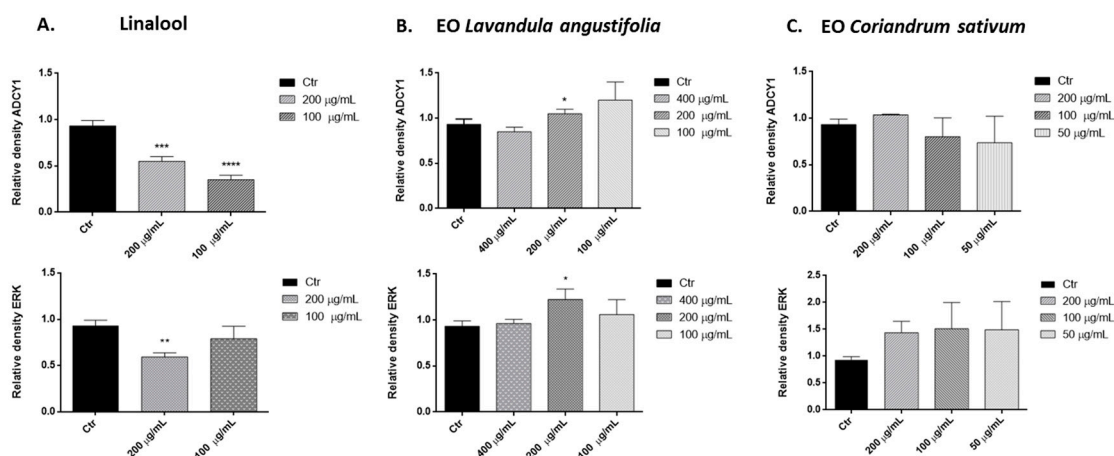 A. Linalool
Relative density ADCY1
1.5
1.0
0.5
0.0
Ctr
200 μg/mL
100 μg/mL
*** ****
Ctr
200 μg/mL
100 μg/mL
B. EO Lavandula angustifolia
Relative density ADCY1
1.5
1.0
0.5
0.0
Ctr
400 μg/mL
200 μg/mL
100 μg/mL
*
Ctr
400 μg/mL
200 μg/mL
100 μg/mL
C. EO Coriandrum sativum
Relative density ADCY1
1.5
1.0
0.5
0.0
Ctr
200 μg/mL
100 μg/mL
50 μg/mL
Ctr
200 μg/mL
100 μg/mL
50 μg/mL
Relative density ERK
1.5
1.0
0.5
0.0
Ctr
200 μg/mL
100 μg/mL
**
Ctr
200 μg/mL
100 μg/mL
Relative density ERK
1.5
1.0
0.5
0.0
Ctr
400 μg/mL
200 μg/mL
100 μg/mL
*
Ctr
400 μg/mL
200 μg/mL
100 μg/mL
Relative density ERK
2.5
2.0
1.5
1.0
0.5
0.0
Ctr
200 μg/mL
100 μg/mL
50 μg/mL
Ctr
200 μg/mL
100 μg/mL
50 μg/mL